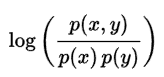 log ( p(x, y) / p(x) p(y) )